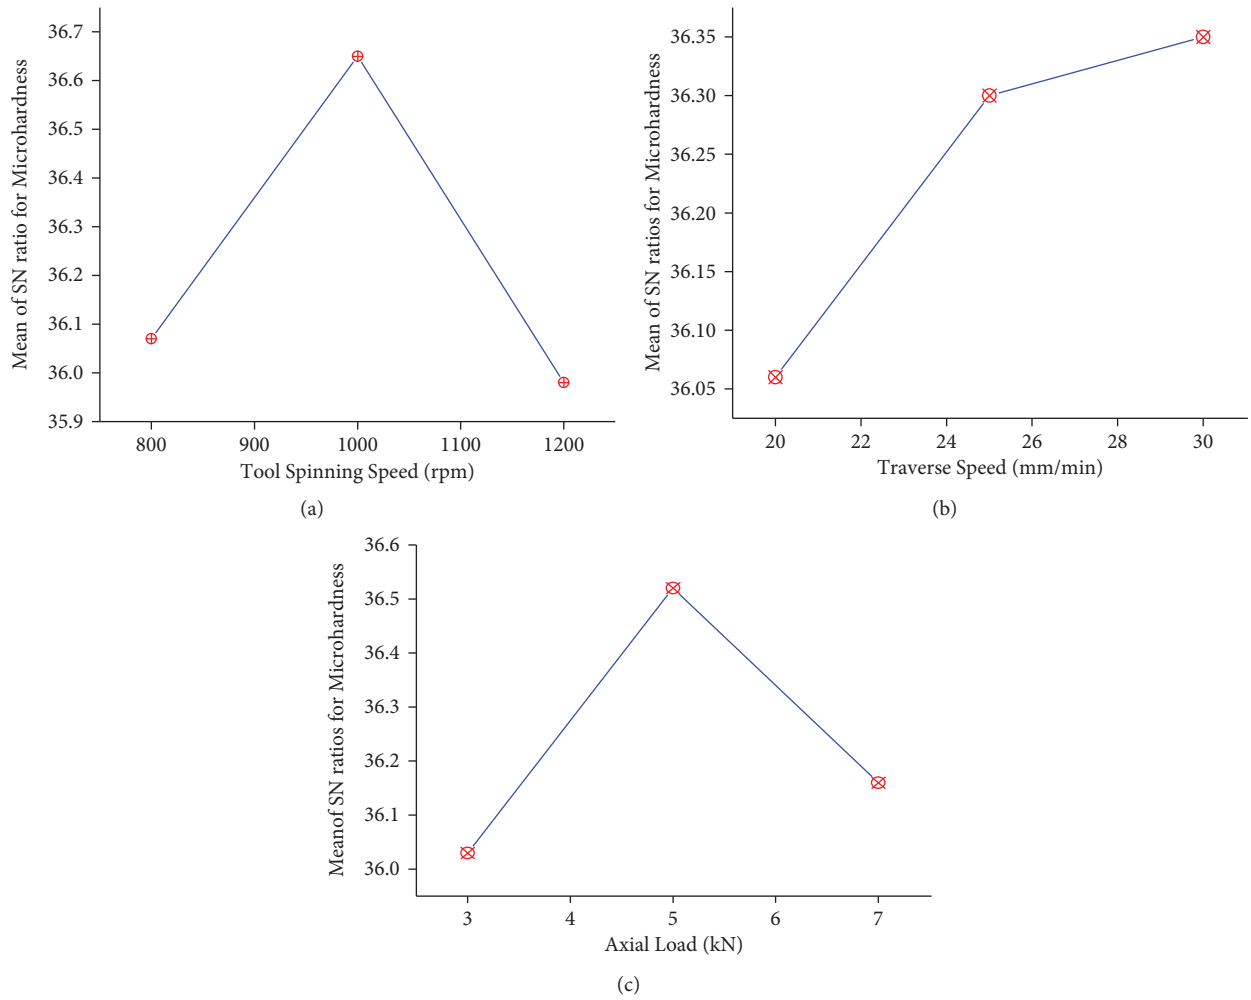 Mean of SN ratio for Microhardness
36.7
36.6
36.5
36.4
36.3
36.2
36.1
36.0
35.9
800 900 1000 1100 1200
Tool Spinning Speed (rpm)
(a)
Mean of SN ratios for Microhardness
36.35
36.30
36.25
36.20
36.15
36.10
36.05
20 22 24 26 28 30
Traverse Speed (mm/min)
(b)
Meanof SN ratios for Microhardness
36.6
36.5
36.4
36.3
36.2
36.1
36.0
3 4 5 6 7
Axial Load (kN)
(c)